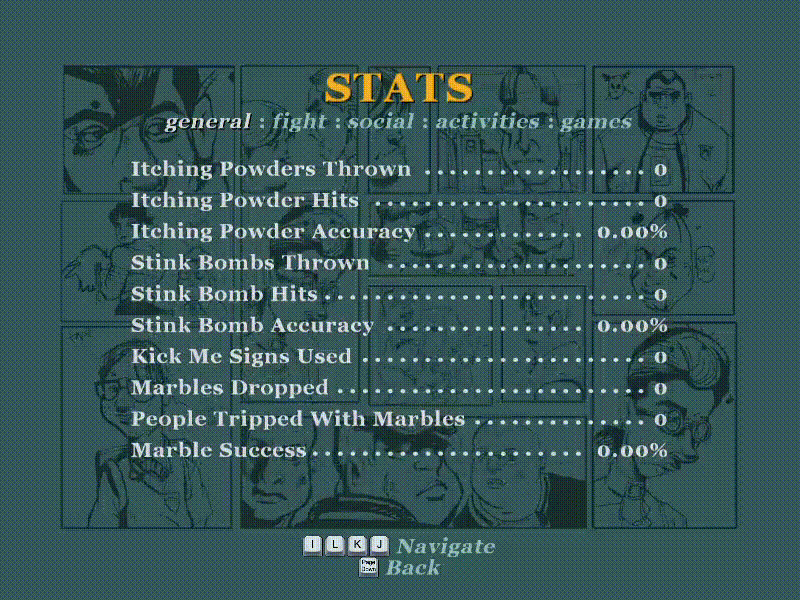 STATS
general : fight : social : activities : games
Itching Powders Thrown . . . . . . . . . . . . . . . . . 0
Itching Powder Hits . . . . . . . . . . . . . . . . . . . . . 0
Itching Powder Accuracy . . . . . . . . . . . . 0.00%
Stink Bombs Thrown . . . . . . . . . . . . . . . . . . . . 0
Stink Bomb Hits . . . . . . . . . . . . . . . . . . . . . . . . . 0
Stink Bomb Accuracy . . . . . . . . . . . . . . . 0.00%
Kick Me Signs Used . . . . . . . . . . . . . . . . . . . . . . 0
Marbles Dropped . . . . . . . . . . . . . . . . . . . . . . . . 0
People Tripped With Marbles . . . . . . . . . . . . . 0
Marble Success . . . . . . . . . . . . . . . . . . . . . 0.00%
I L K J Navigate
Page Down Back